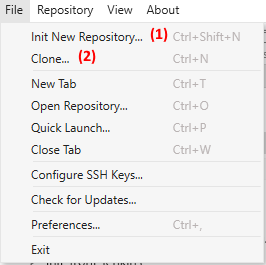 File Repository View About
Init New Repository... (1) Ctrl+Shift+N
Clone... (2) Ctrl+N
New Tab Ctrl+T
Open Repository... Ctrl+O
Quick Launch... Ctrl+P
Close Tab Ctrl+W
Configure SSH Keys...
Check for Updates...
Preferences... Ctrl+,
Exit